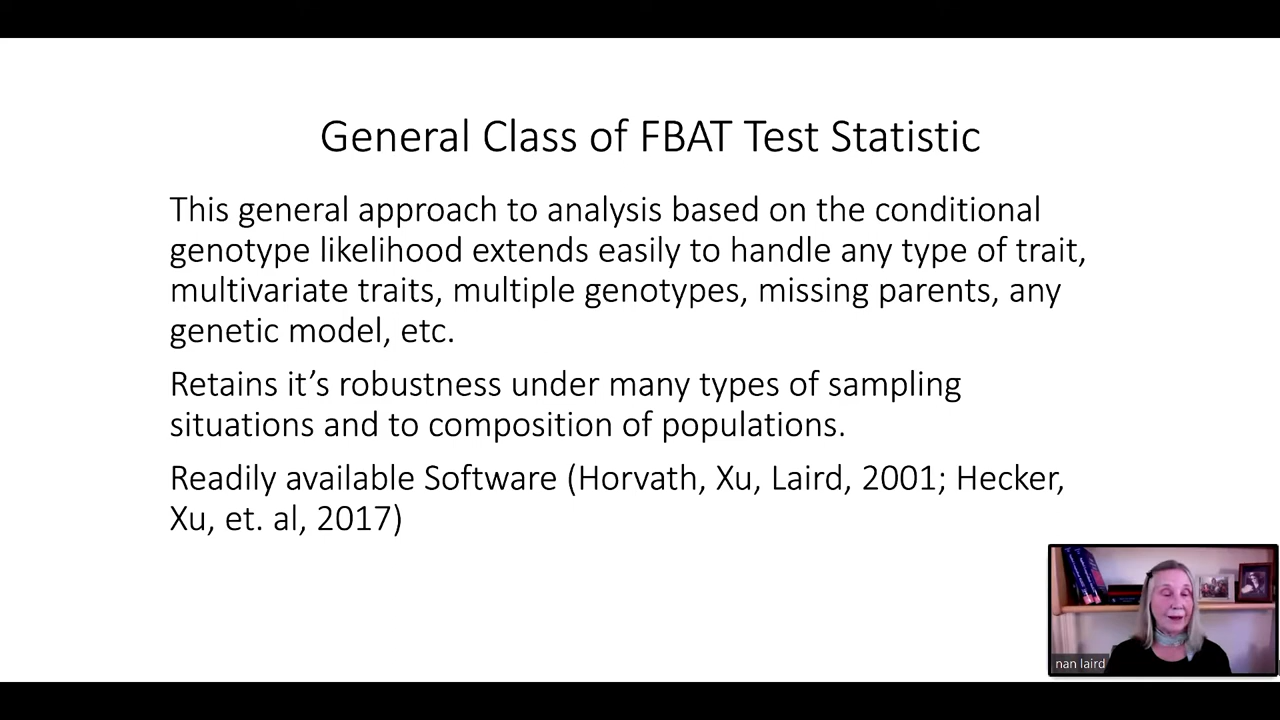 General Class of FBAT Test Statistic
This general approach to analysis based on the conditional
genotype likelihood extends easily to handle any type of trait,
multivariate traits, multiple genotypes, missing parents, any
genetic model, etc.
Retains it’s robustness under many types of sampling
situations and to composition of populations.
Readily available Software (Horvath, Xu, Laird, 2001; Hecker,
Xu, et. al, 2017)
nan laird